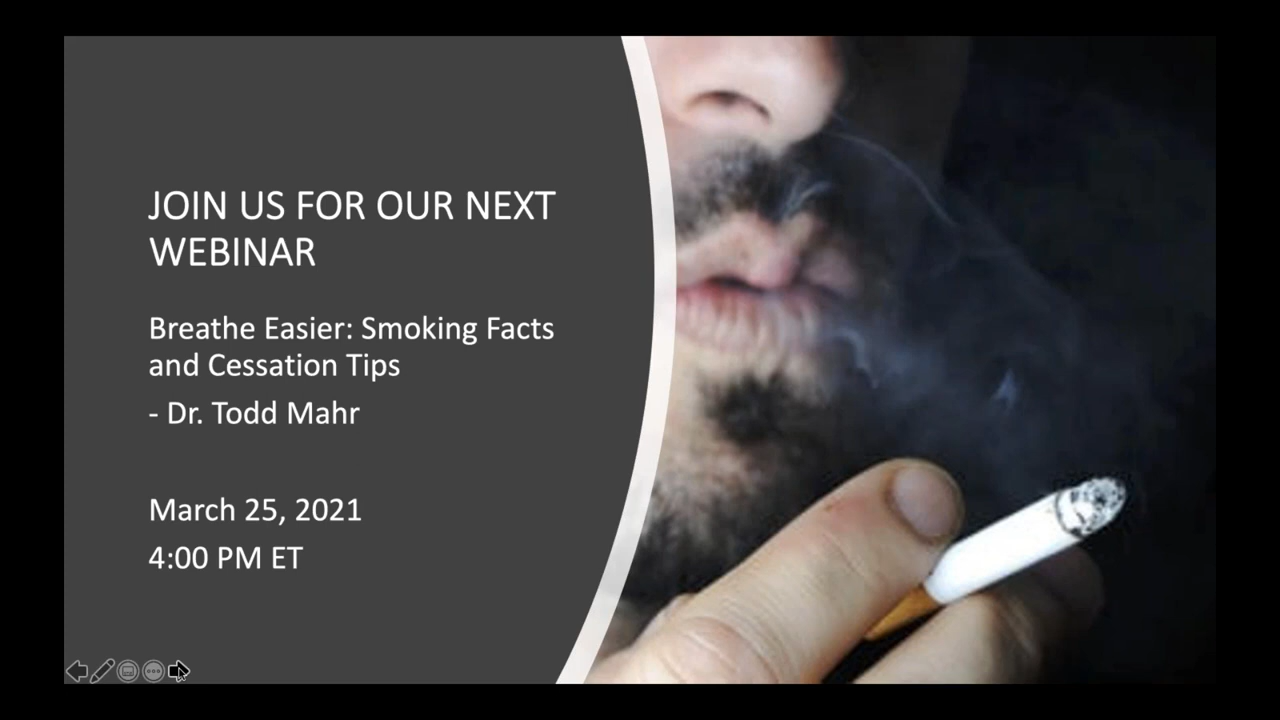 JOIN US FOR OUR NEXT
WEBINAR
Breathe Easier: Smoking Facts
and Cessation Tips
- Dr. Todd Mahr
March 25, 2021
4:00 PM ET